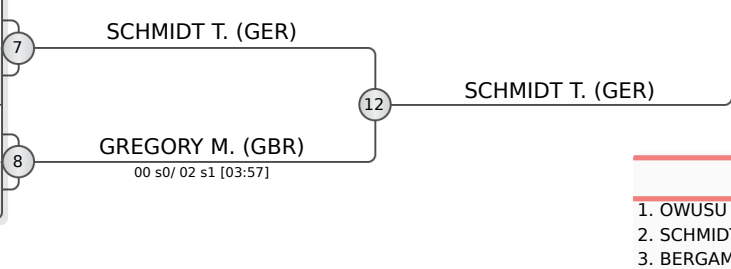 SCHMIDT T. (GER)
7
12
SCHMIDT T. (GER)
GREGORY M. (GBR)
8
00 s0/ 02 s1 [03:57]
1. OWUSU
2. SCHMIDT
3. BERGAM